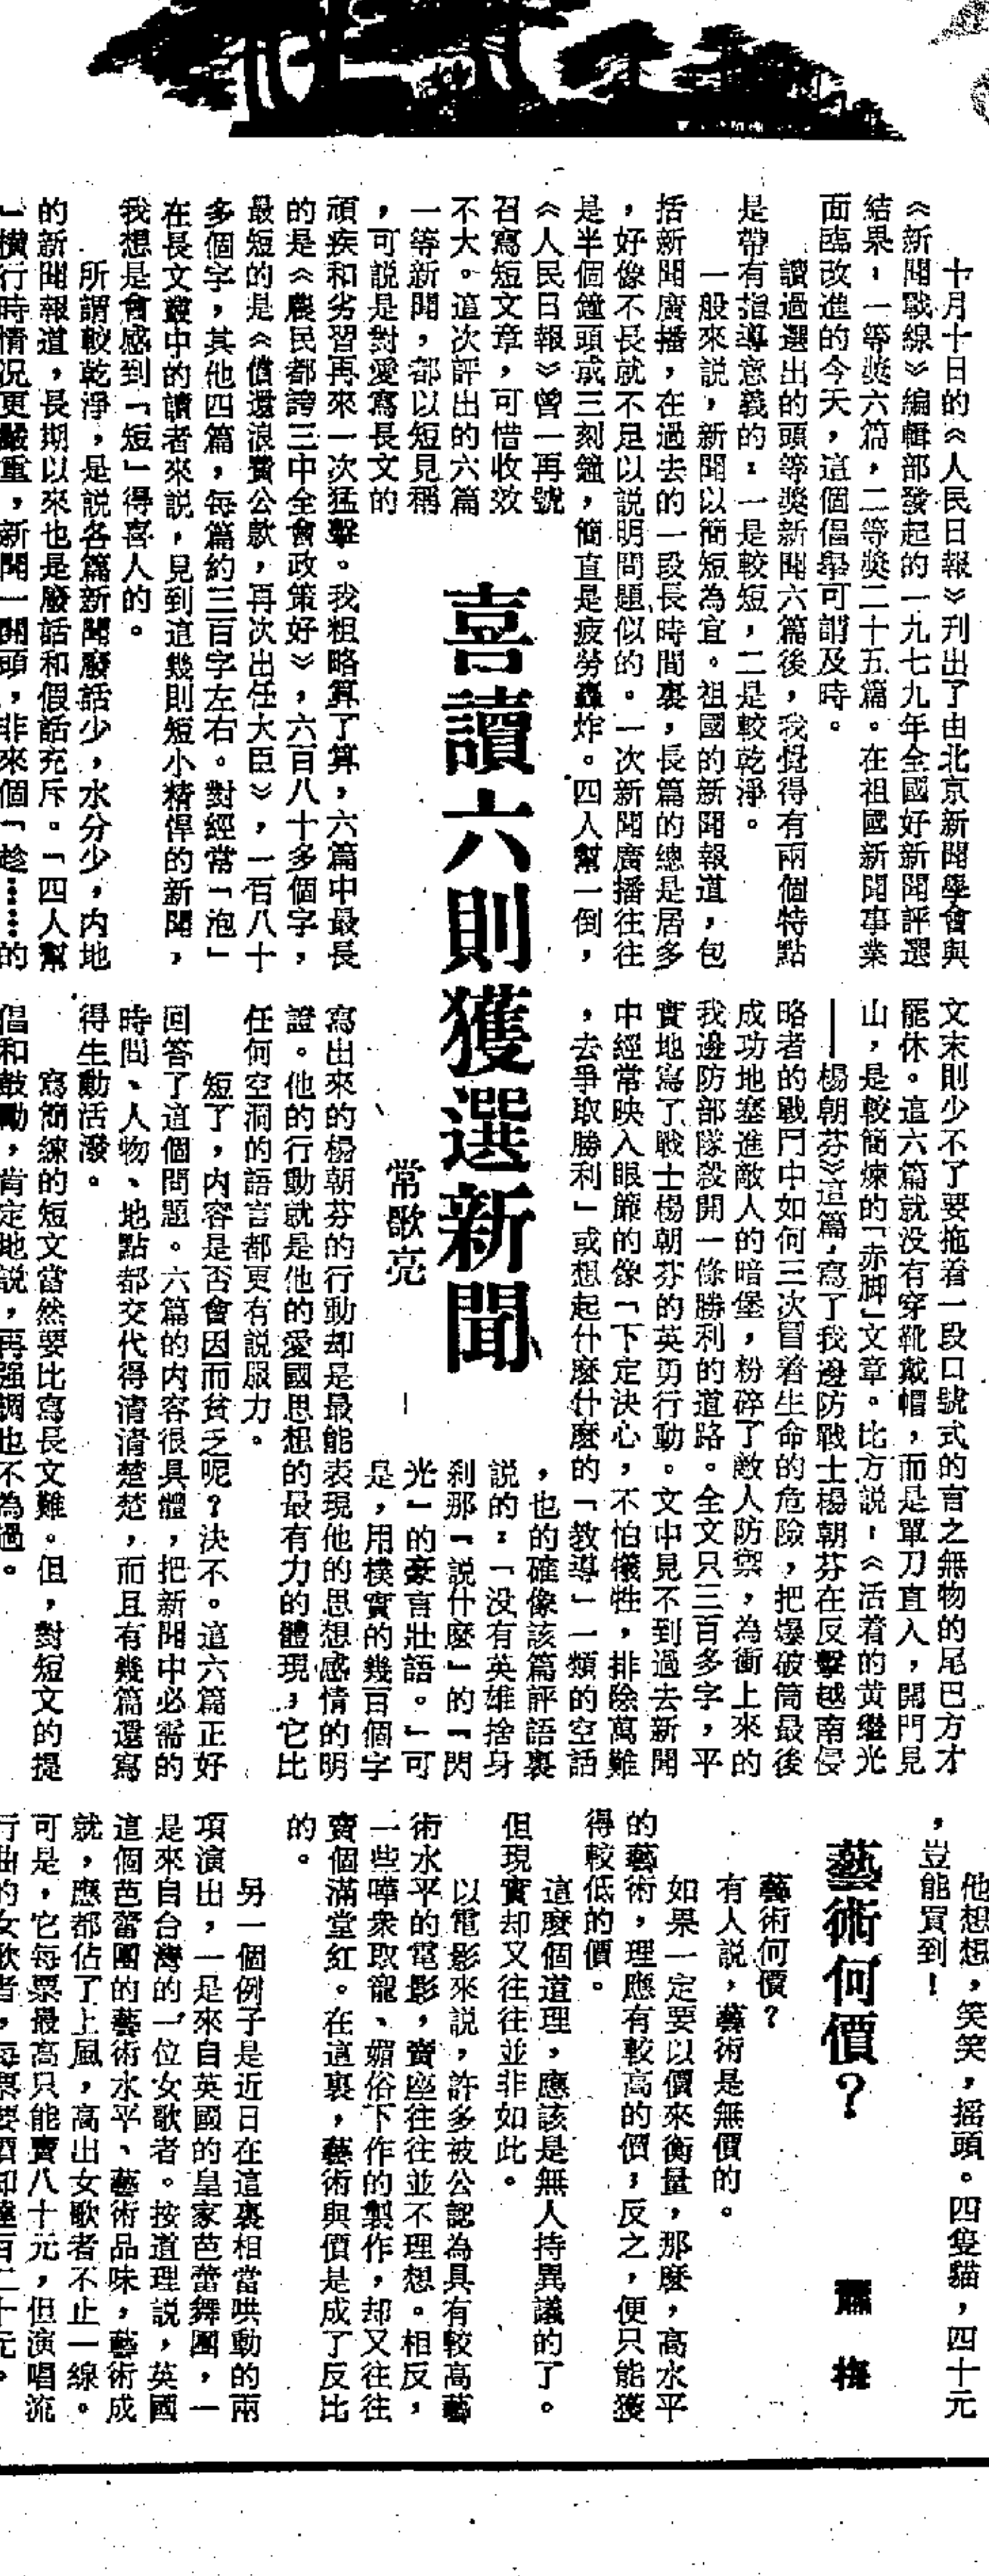 喜讀六則獲選新聞
常歌亮
十月十日的《人民日報》刊出了由北京新聞學會與
《新聞戰線》編輯部發起的一九七九年全國好新聞評選
結果,一等獎六篇,二等獎二十五篇。在祖國新聞事業
面臨改進的今天,這個倡舉可謂及時。
讀過選出的頭等獎新聞六篇後,我覺得有兩個特點
是帶有指導意義的:一是較短,二是較乾淨。
一般來説,新聞以簡短為宜。祖國的新聞報道,包
括新聞廣播,在過去的一段長時間裏,長篇的總是居多
,好像不長就不足以説明問題似的。一次新聞廣播往往
是半個鐘頭或三刻鐘,簡直是疲勞轟炸。四人幫一倒,
《人民日報》曾一再號
召寫短文章,可惜收效
不大。這次評出的六篇
一等新聞,都以短見稱
,可説是對愛寫長文的
頑疾和劣習再來一次猛擊。我粗略算了算,六篇中最長
的是《農民都誇三中全會政策好》,六百八十多個字,
最短的是《償還浪費公款,再次出任大臣》,一百八十
多個字,其他四篇,每篇約三百字左右。對經常「泡」
在長文叢中的讀者來説,見到這幾則短小精悍的新聞,
我想是會感到「短」得喜人的。
所謂較乾淨,是説各篇新聞廢話少,水分少,内地
的新聞報道,長期以來也是廢話和假話充斥。「四人幫
」橫行時情況更嚴重,新聞一開頭,非來個「趁……的
文末則少不了要拖着一段口號式的言之無物的尾巴方才
罷休。這六篇就没有穿靴戴帽,而是單刀直入,開門見
山,是較簡煉的「赤脚」文章。比方説,《活着的黃繼光
——楊朝芬》這篇,寫了我邊防戰士楊朝芬在反擊越南侵
略者的戰鬥中如何三次冒着生命的危險,把爆破筒最後
成功地塞進敵人的暗堡,粉碎了敵人防禦,為衝上來的
我邊防部隊殺開一條勝利的道路。全文只三百多字,平
實地寫了戰士楊朝芬的英勇行動。文中見不到過去新聞
中經常映入眼簾的像「下定決心,不怕犧牲,排除萬難
,去爭取勝利」或想起什麼什麼的「教導」一類的空話
,也的確像該篇評語裏
説的:「没有英雄捨身
刹那「説什麼」的「閃
光」的豪言壯語。」可
是,用樸實的幾百個字
寫出來的楊朝芬的行動却是最能表現他的思想感情的明
證。他的行動就是他的愛國思想的最有力的體現,它比
任何空洞的語言都更有説服力。
短了,内容是否會因而貧乏呢?決不。這六篇正好
回答了這個問題。六篇的内容很具體,把新聞中必需的
時間、人物、地點都交代得清清楚楚,而且有幾篇還寫
得生動活潑。
寫簡練的短文當然要比寫長文難。但,對短文的提
倡和鼓勵,肯定地説,再强調也不為過。
他想想,笑笑,摇頭。四隻貓,四十元
,豈能買到!
藝術何價?
梅
藝術何價?
有人説,藝術是無價的。
如果一定要以價來衡量,那麼,高水平
的藝術,理應有較高的價,反之,便只能獲
得較低的價。
這麼個道理,應該是無人持異議的了。
但現實却又往往並非如此。
以電影來説,許多被公認為具有較高藝
術水平的電影,賣座往往並不理想。相反,
一些嘩衆取寵、媚俗下作的製作,却又往往
賣個滿堂紅。在這裏,藝術與價是成了反比
的。
另一個例子是近日在這裏相當哄動的兩
項演出,一是來自英國的皇家芭蕾舞團,一
是來自台灣的一位女歌者。按道理説,英國
這個芭蕾團的藝術水平、藝術品味,藝術成
就,應都佔了上風,高出女歌者不止一線。
可是,它每票最高只能賣八十元,但演唱流
行曲的女歌者,每票要價却達百二十元。